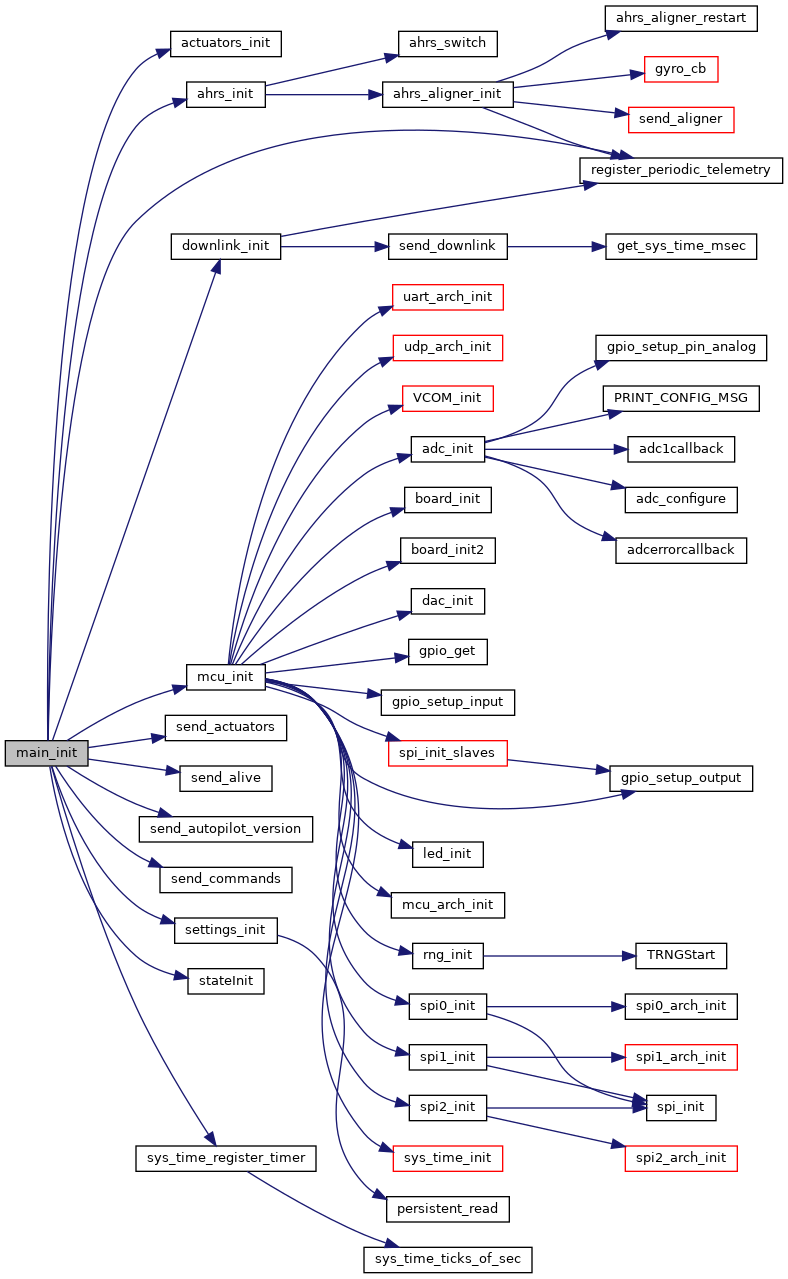 ahrs_aligner_restart
actuators_init
ahrs_switch
gyro_cb
ahrs_init
ahrs_aligner_init
send_aligner
register_periodic_telemetry
downlink_init
send_downlink
get_sys_time_msec
uart_arch_init
udp_arch_init
gpio_setup_pin_analog
VCOM_init
PRINT_CONFIG_MSG
adc_init
adc1callback
board_init
adc_configure
board_init2
adcerrorcallback
dac_init
gpio_get
mcu_init
gpio_setup_input
send_actuators
main_init
spi_init_slaves
send_alive
gpio_setup_output
send_autopilot_version
led_init
send_commands
mcu_arch_init
settings_init
rng_init
TRNGStart
stateInit
spi0_init
spi0_arch_init
spi1_init
spi1_arch_init
spi2_init
spi_init
sys_time_register_timer
sys_time_init
spi2_arch_init
persistent_read
sys_time_ticks_of_sec